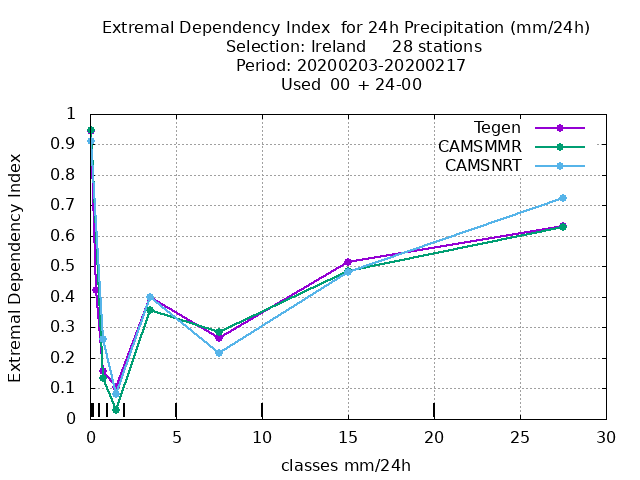 Extremal Dependency Index  for 24h Precipitation (mm/24h)
Selection: Ireland     28 stations
Period: 20200203-20200217
Used  00 + 24-00
Tegen
CAMSMMR
CAMSNRT
1
0.9
0.8
0.7
0.6
0.5
0.4
0.3
0.2
0.1
0
Extremal Dependency Index
0 5 10 15 20 25 30
classes mm/24h